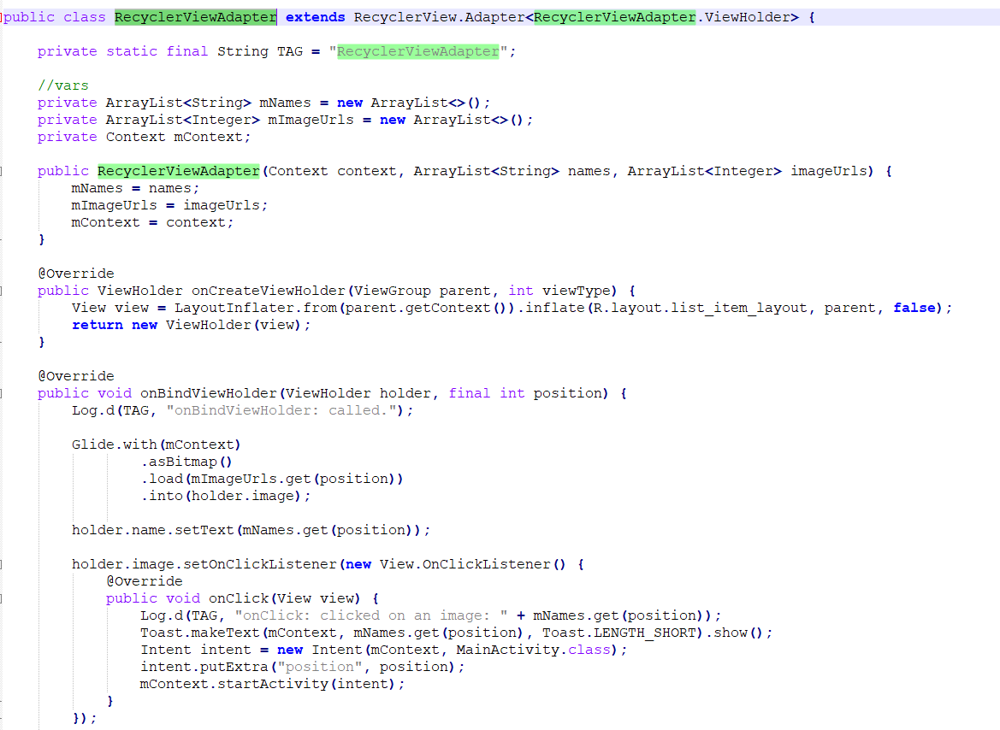 public class RecyclerViewAdapter extends RecyclerView.Adapter<RecyclerViewAdapter.ViewHolder> {
private static final String TAG = "RecyclerViewAdapter";
//vars
private ArrayList<String> mNames = new ArrayList<>();
private ArrayList<Integer> mImageUrls = new ArrayList<>();
private Context mContext;
public RecyclerViewAdapter(Context context, ArrayList<String> names, ArrayList<Integer> imageUrls) {
mNames = names;
mImageUrls = imageUrls;
mContext = context;
}
@Override
public ViewHolder onCreateViewHolder(ViewGroup parent, int viewType) {
View view = LayoutInflater.from(parent.getContext()).inflate(R.layout.list_item_layout, parent, false);
return new ViewHolder(view);
}
@Override
public void onBindViewHolder(ViewHolder holder, final int position) {
Log.d(TAG, "onBindViewHolder: called.");
Glide.with(mContext)
.asBitmap()
.load(mImageUrls.get(position))
.into(holder.image);
holder.name.setText(mNames.get(position));
holder.image.setOnClickListener(new View.OnClickListener() {
@Override
public void onClick(View view) {
Log.d(TAG, "onClick: clicked on an image: " + mNames.get(position));
Toast.makeText(mContext, mNames.get(position), Toast.LENGTH_SHORT).show();
Intent intent = new Intent(mContext, MainActivity.class);
intent.putExtra("position", position);
mContext.startActivity(intent);
}
});